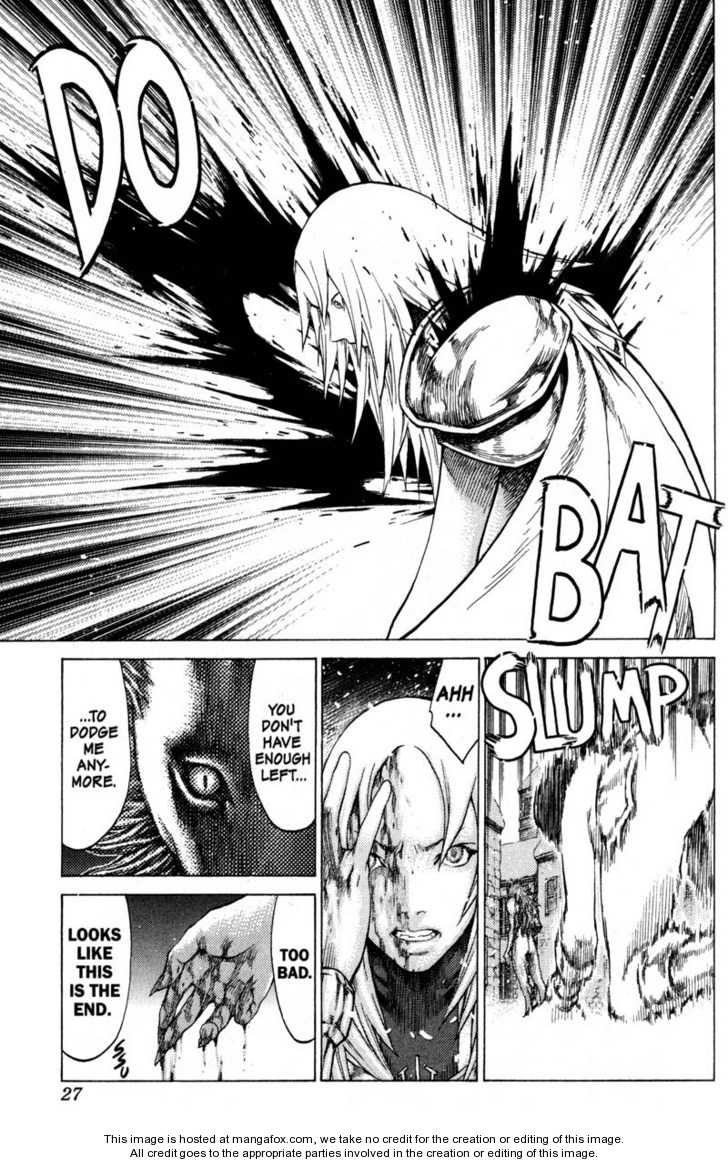 DO
BAT
SLUMP
AHH
...
YOU
DON'T
HAVE
ENOUGH
LEFT...
...TO
DODGE
ME
ANY-
MORE.
TOO
BAD.
LOOKS
LIKE
THIS
IS THE
END.
27
This image is hosted at mangafox.com, we take no credit for the creation or editing of this image.
All credit goes to the appropriate parties involved in the creation or editing of this image.